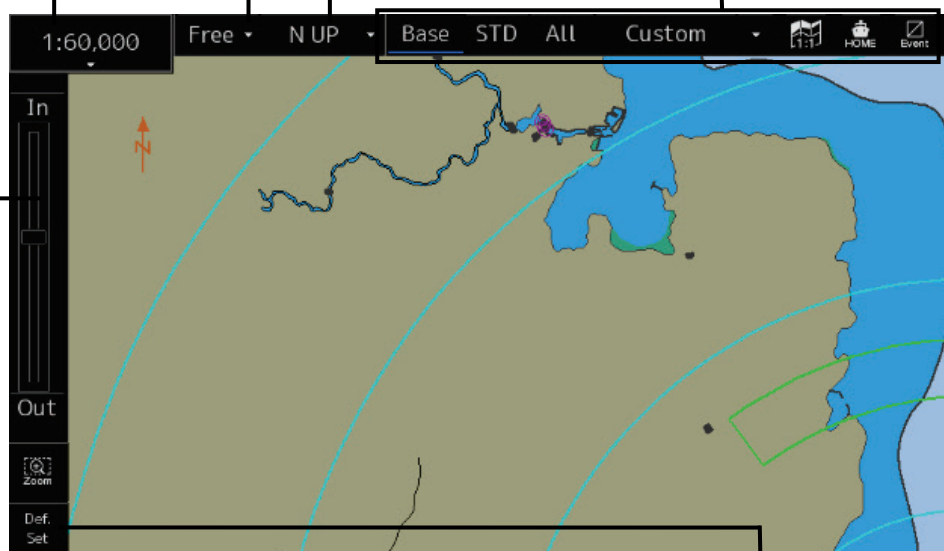 1:60,000
Free
N UP
Base STD All Custom
1:1
HOME
Event
In
N
Out
Zoom
Def.
Set